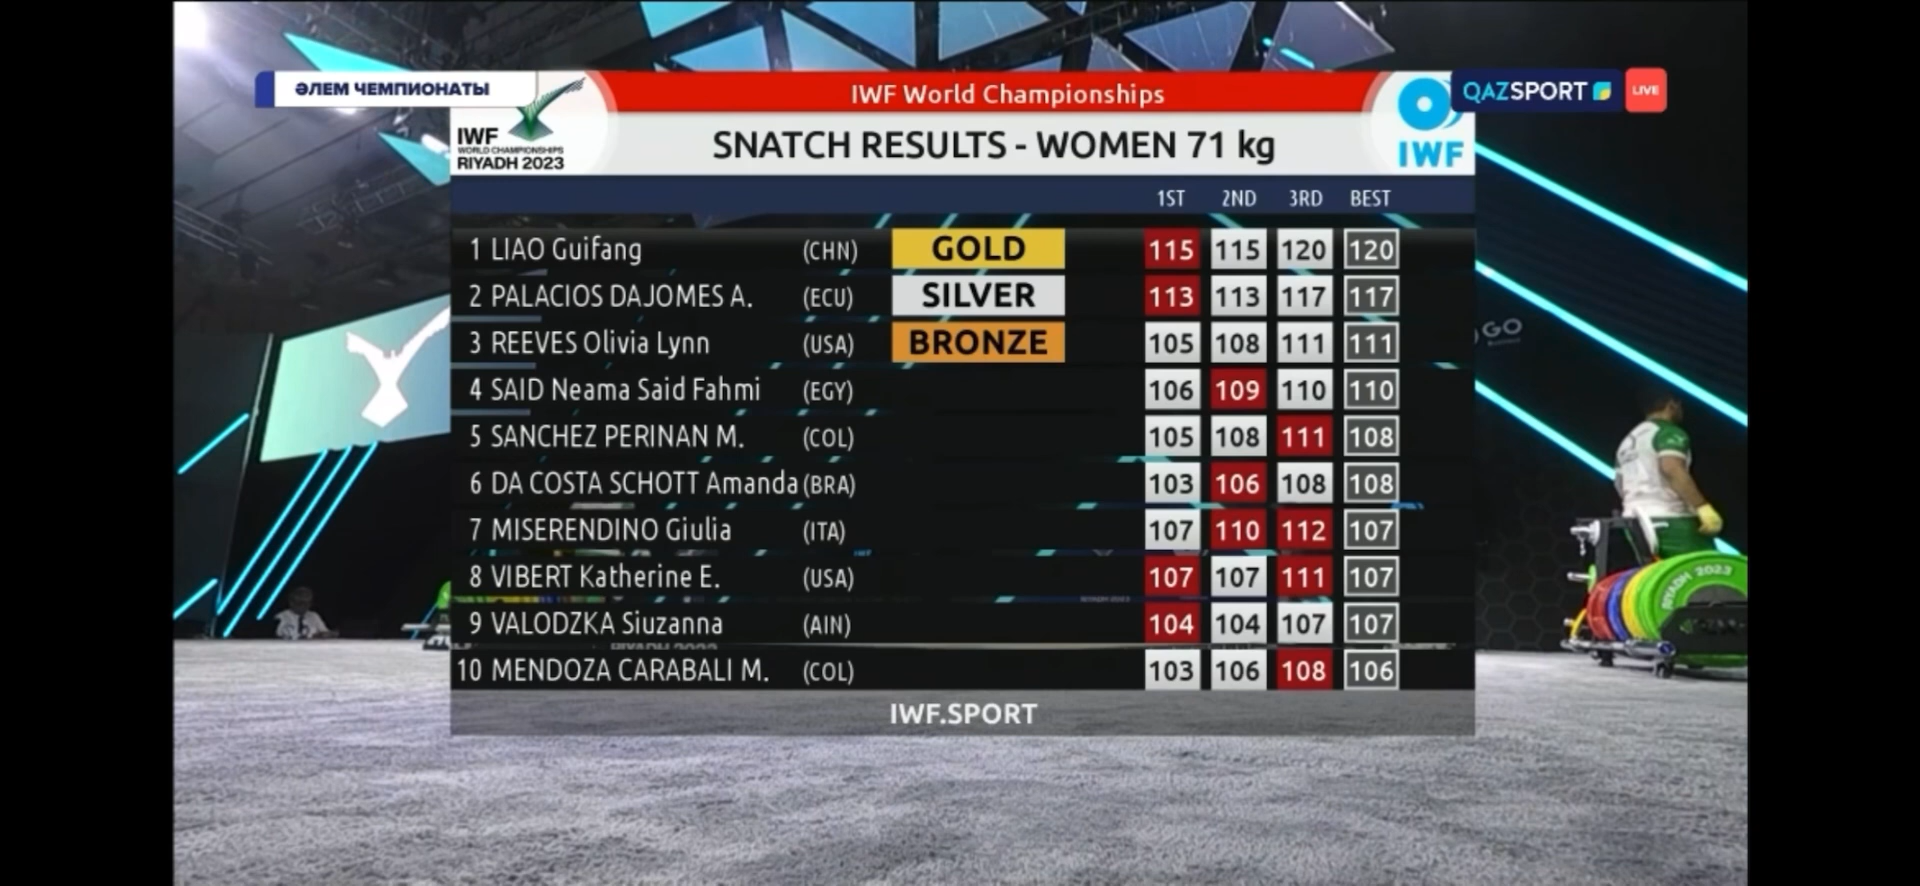 ӘЛЕМ ЧЕМПИОНАТЫ
IWF World Championships
QAZSPORT LIVE
IWF
WORLD CHAMPIONSHIPS
RIYADH 2023
SNATCH RESULTS - WOMEN 71 kg
IWF
1ST 2ND 3RD BEST
1 LIAO Guifang (CHN) GOLD 115 115 120 120
2 PALACIOS DAJOMES A. (ECU) SILVER 113 113 117 117
3 REEVES Olivia Lynn (USA) BRONZE 105 108 111 111
4 SAID Neama Said Fahmi (EGY) 106 109 110 110
5 SANCHEZ PERINAN M. (COL) 105 108 111 108
6 DA COSTA SCHOTT Amanda (BRA) 103 106 108 108
7 MISERENDINO Giulia (ITA) 107 110 112 107
8 VIBERT Katherine E. (USA) 107 107 111 107
9 VALODZKA Siuzanna (AIN) 104 104 107 107
10 MENDOZA CARABALI M. (COL) 103 106 108 106
IWF.SPORT
GO
RIYADH 2023
RIYADH 2023